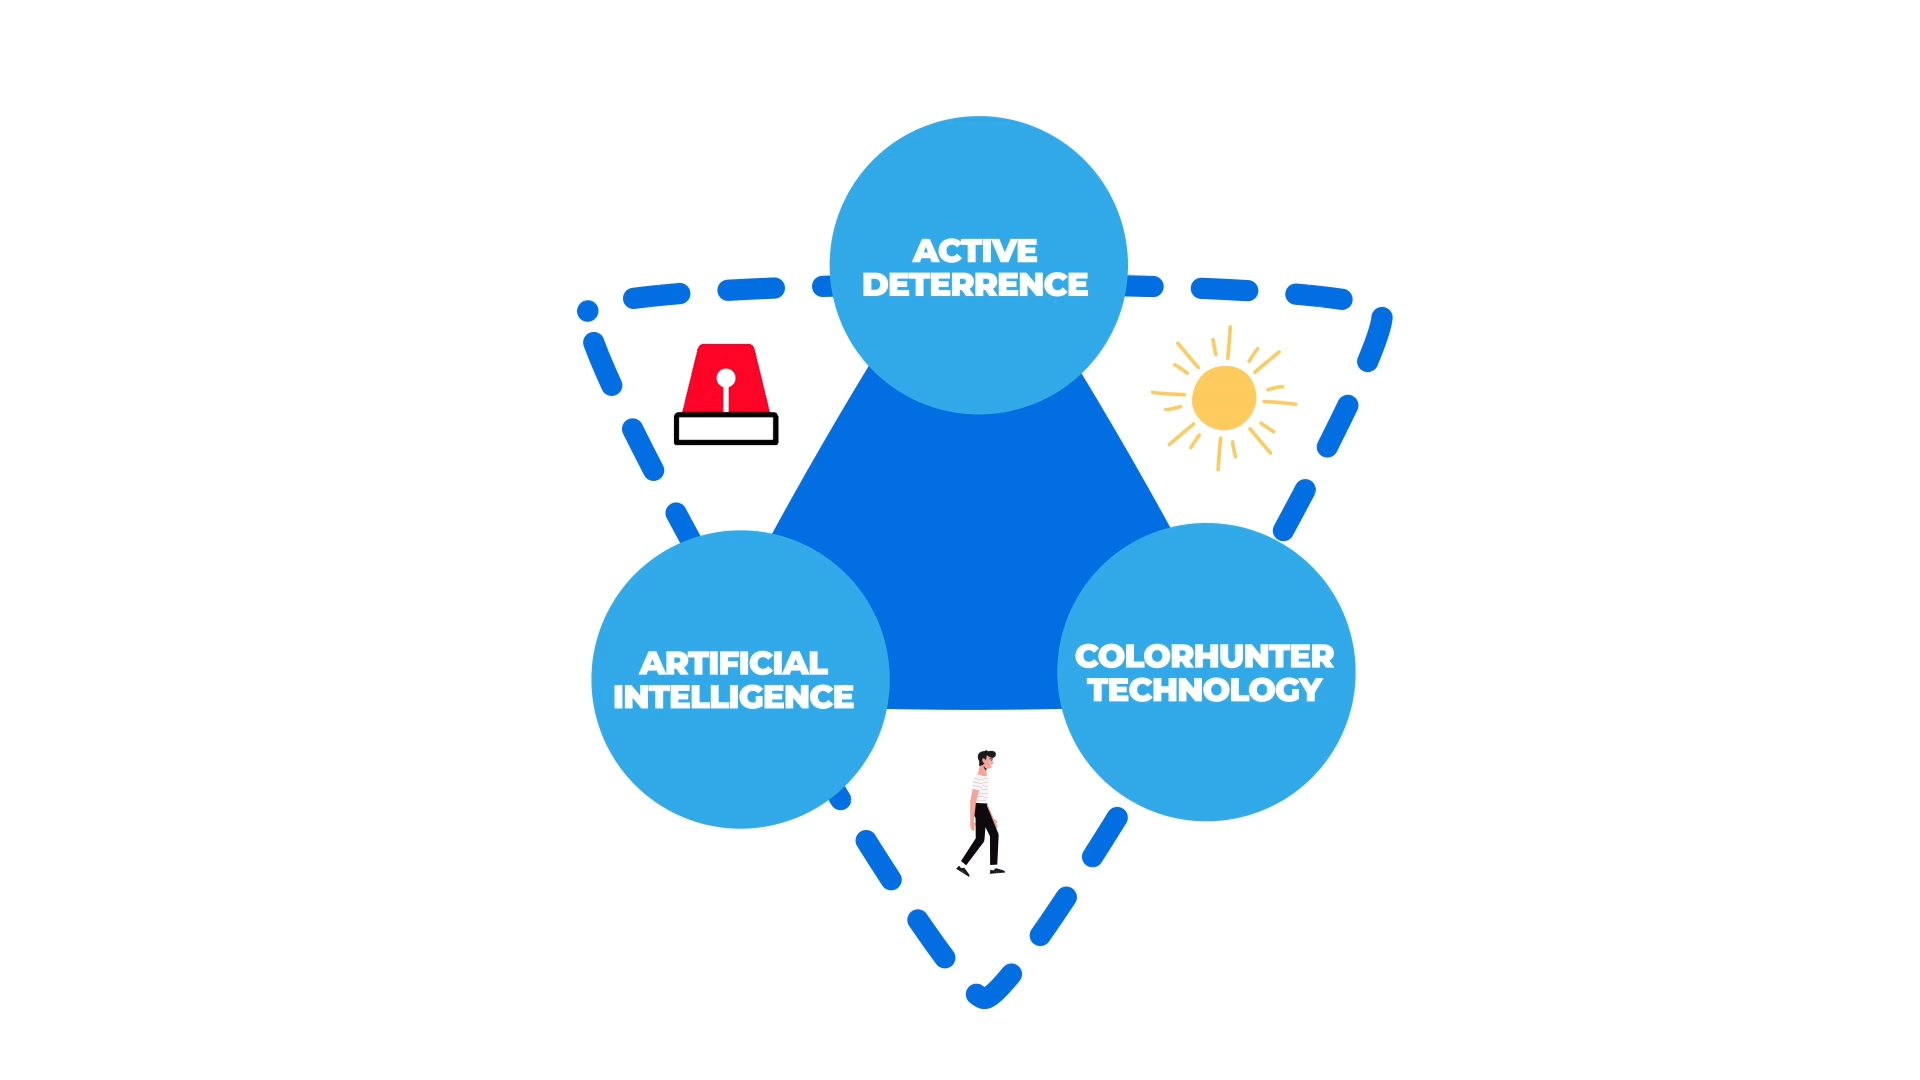 ACTIVE
DETERRENCE
ARTIFICIAL
INTELLIGENCE
COLORHUNTER
TECHNOLOGY